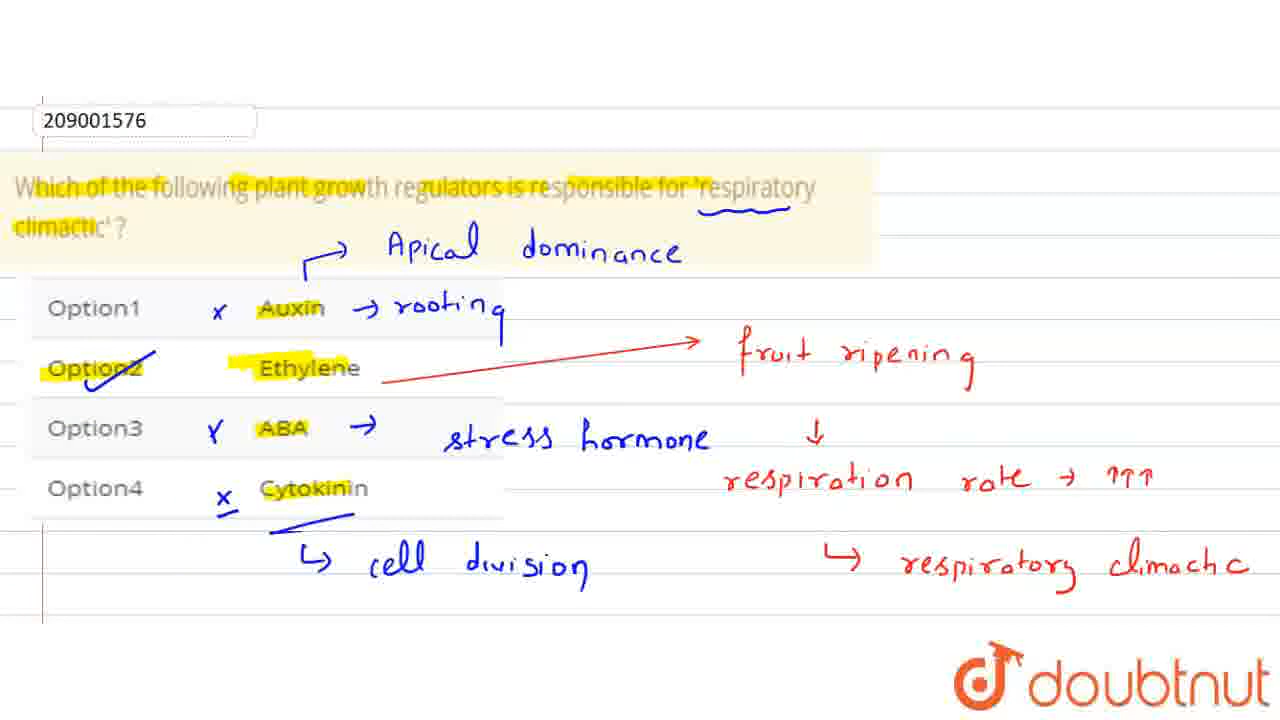 209001576
Which of the following plant growth regulators is responsible for 'respiratory
climactic' ?
→ Apical dominance
Option1 x Auxin → rooting
Option2 Ethylene → fruit ripening
Option3 x ABA → stress hormone ↓
Option4 x Cytokinin respiration rate → ↑↑↑
↳ cell division ↳ respiratory climactic
doubtnut